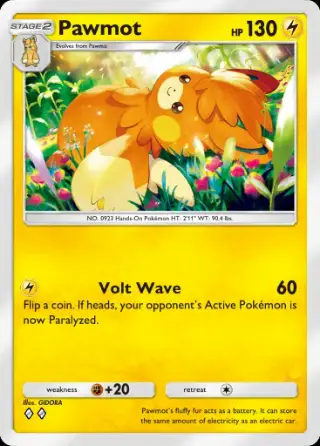 STAGE 2
Pawmot
HP 130
Evolves from Pawmo
NO. 0923 Hands-On Pokémon HT: 2'11" WT: 90.4 lbs.
Volt Wave 60
Flip a coin. If heads, your opponent's Active Pokémon
is now Paralyzed.
weakness +20 retreat
illus. GIDORA
Pawmot's fluffy fur acts as a battery. It can store
the same amount of electricity as an electric car.